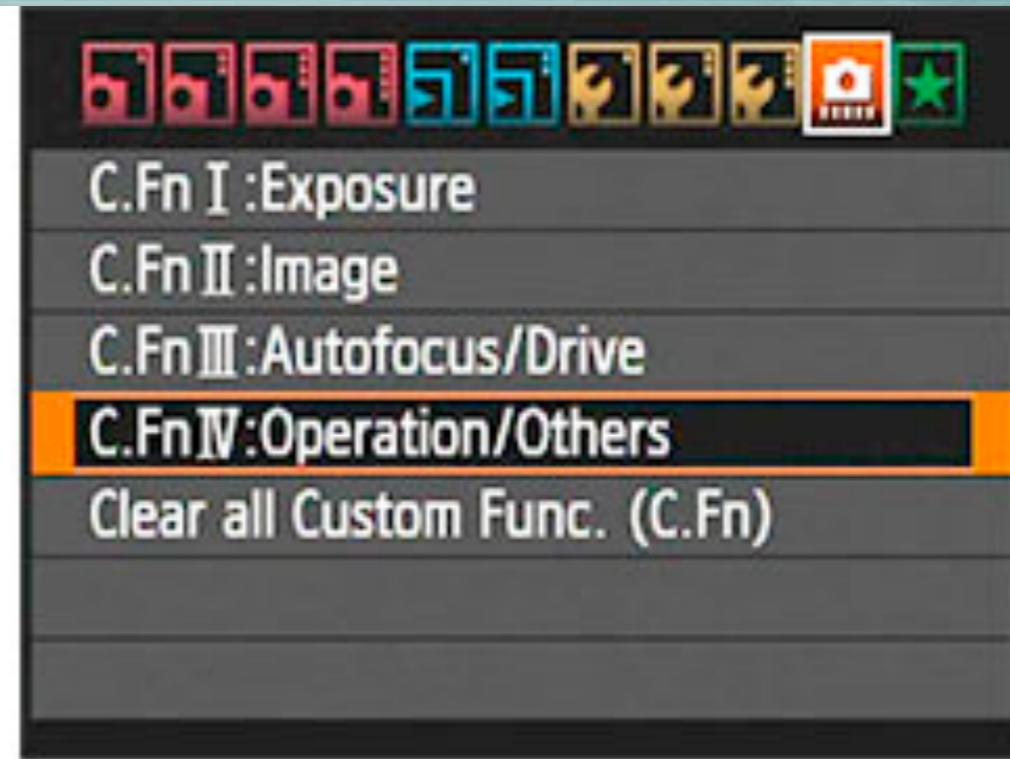 C.Fn I :Exposure
C.Fn II :Image
C.Fn III :Autofocus/Drive
C.Fn IV:Operation/Others
Clear all Custom Func. (C.Fn)